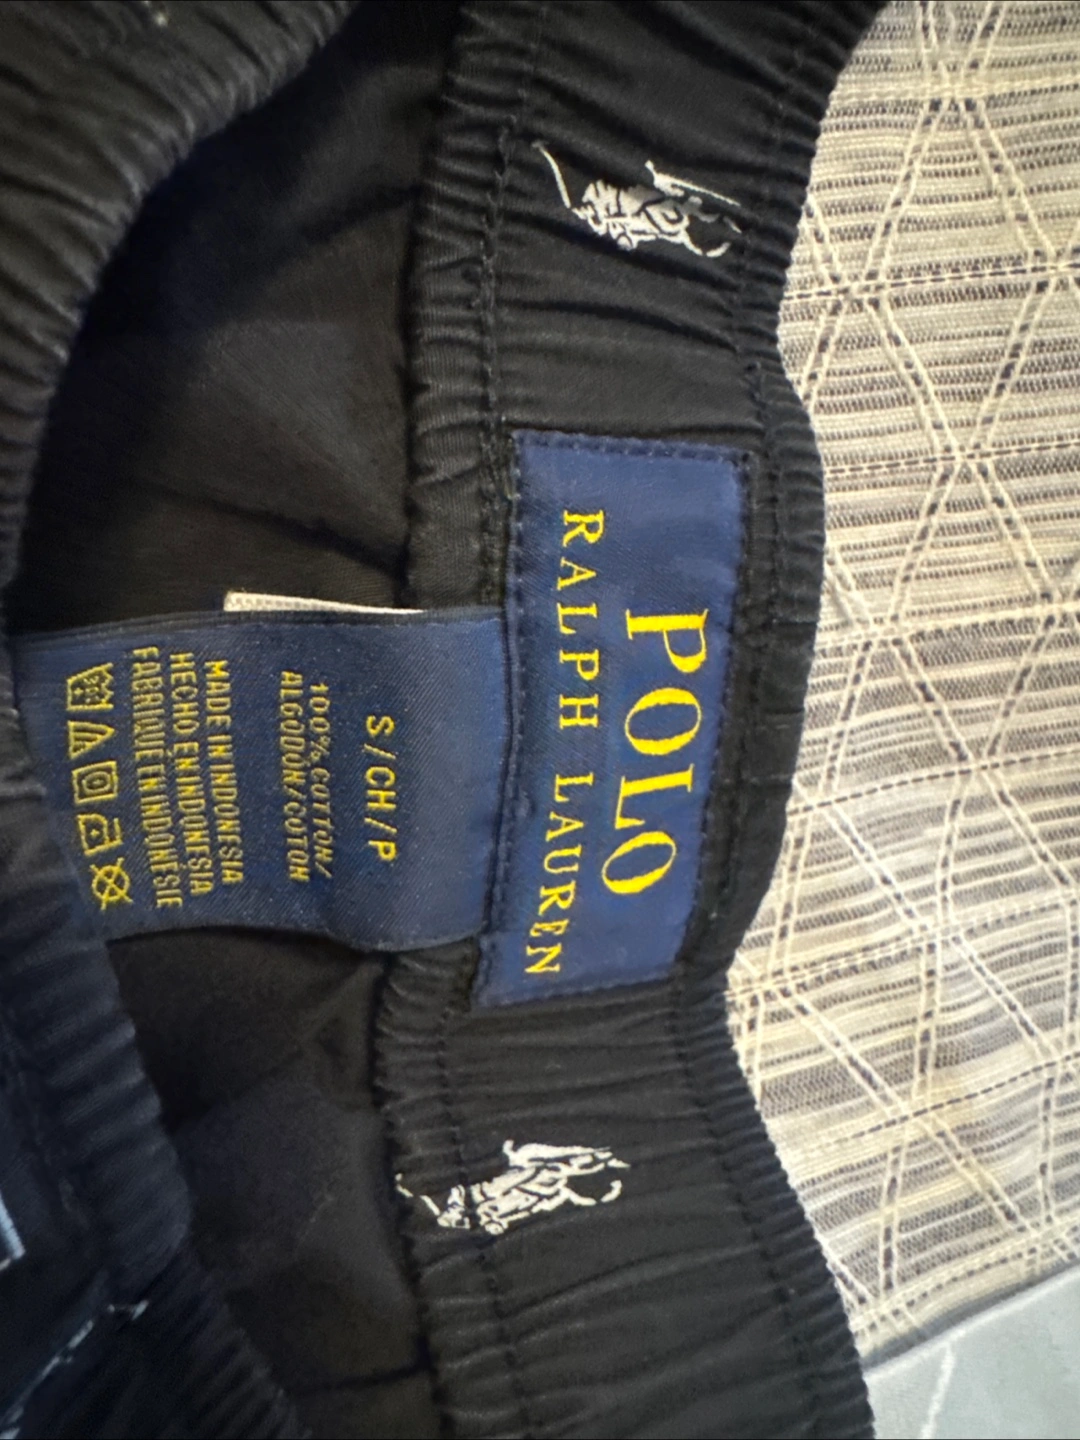 POLO
RALPH LAUREN
S/CH/P
100% COTTON/
ALGODÓN/COTON
MADE IN INDONESIA
HECHO EN INDONESIA
FABRIQUÉ EN INDONÉSIE